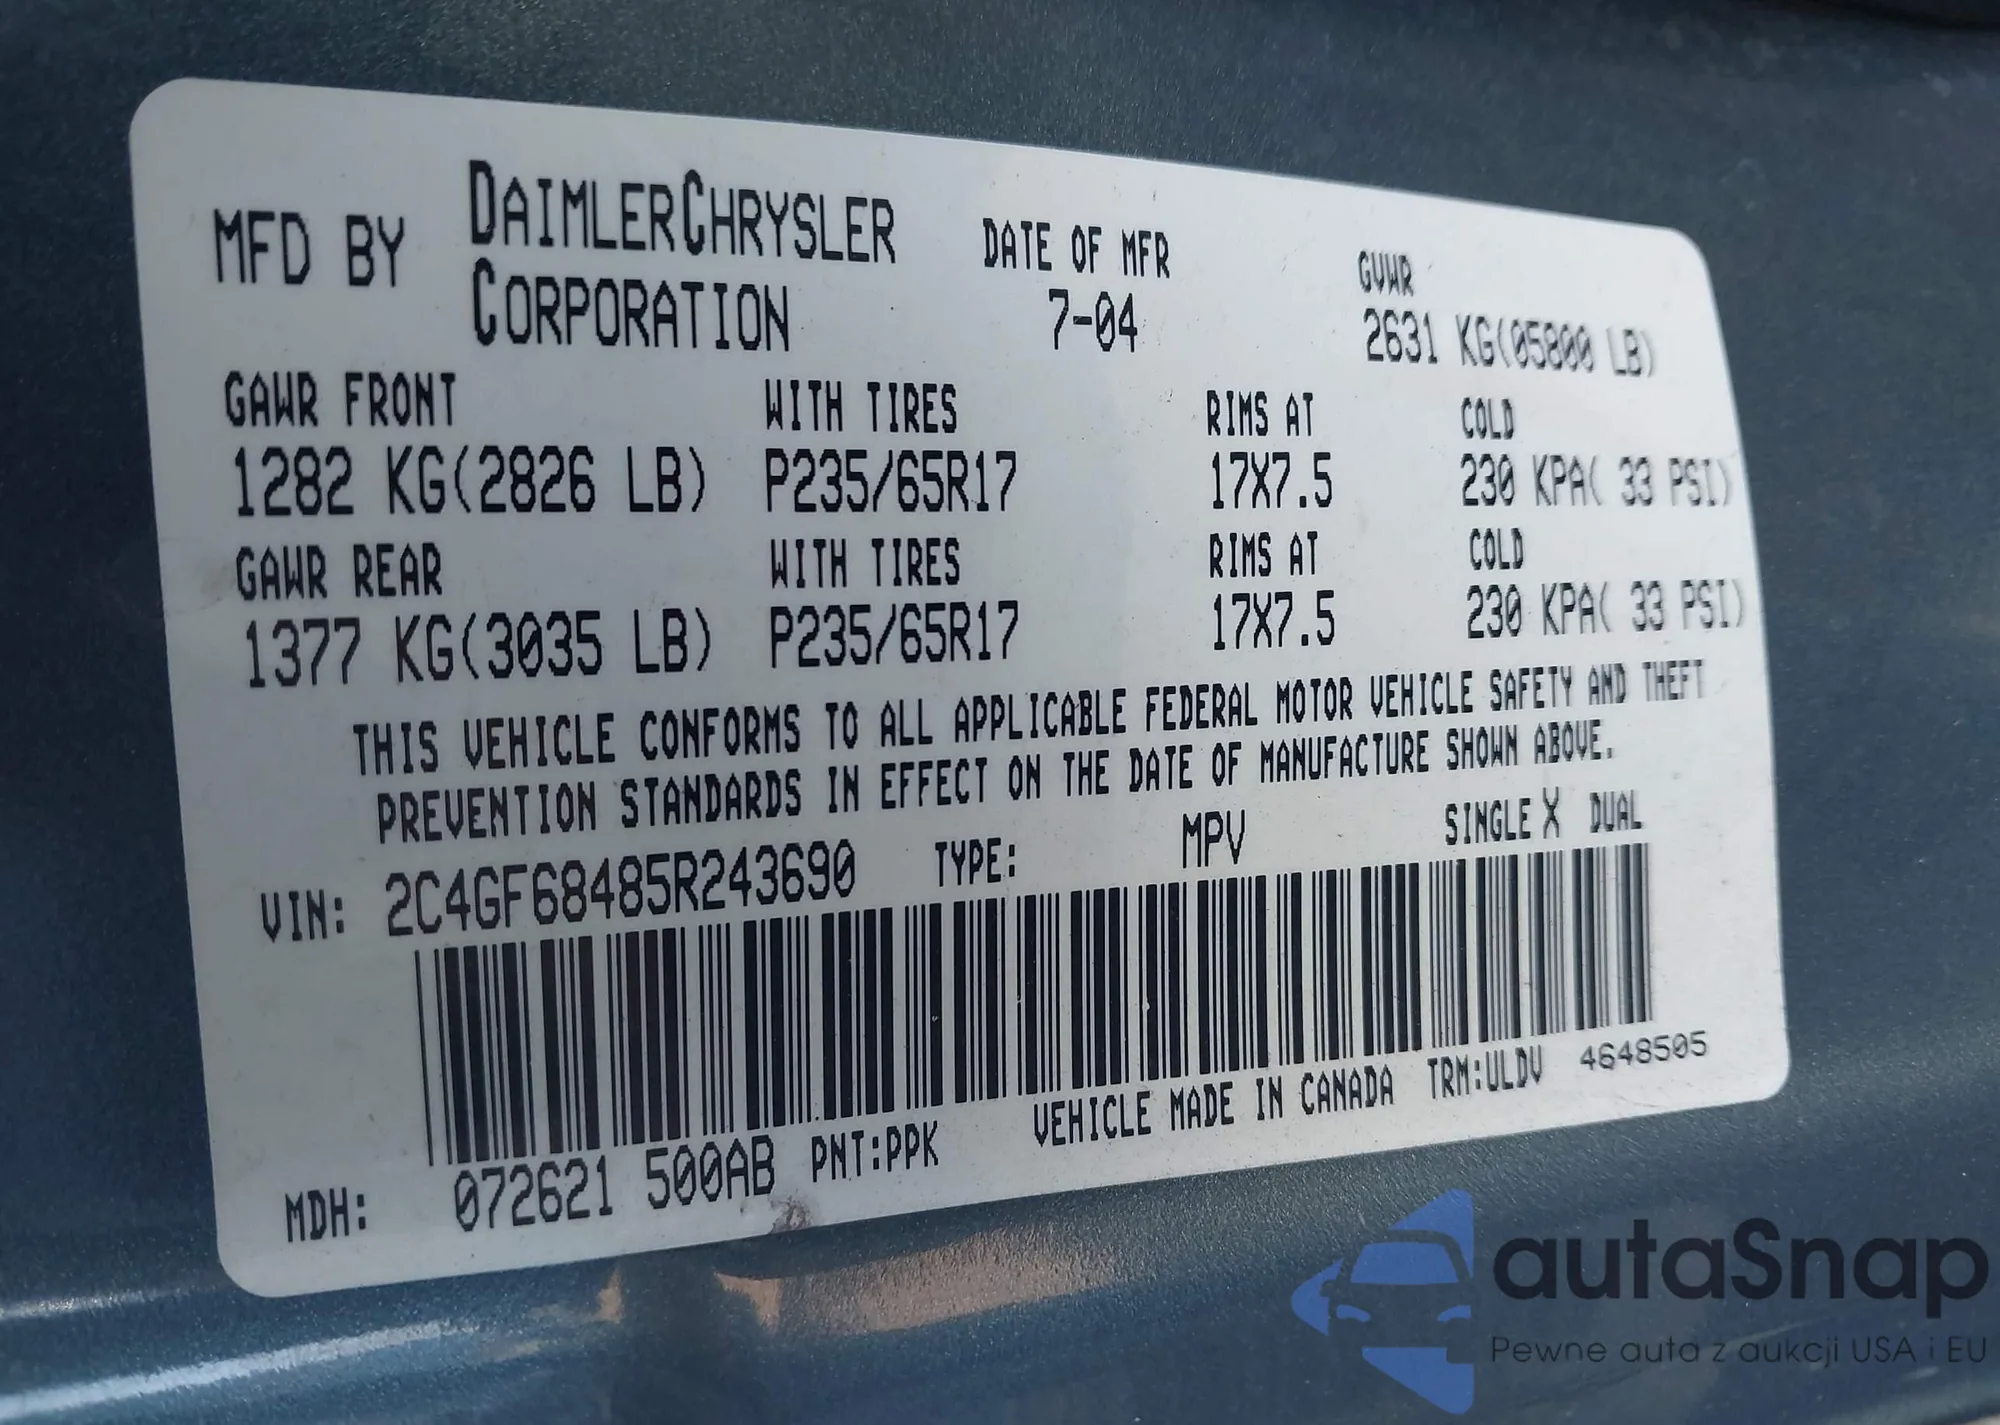 MFD BY DAIMLERCHRYSLER CORPORATION
DATE OF MFR
7-04
GVWR
2631 KG(05800 LB)
GAWR FRONT WITH TIRES RIMS AT COLD
1282 KG(2826 LB) P235/65R17 17X7.5 230 KPA( 33 PSI)
GAWR REAR WITH TIRES RIMS AT COLD
1377 KG(3035 LB) P235/65R17 17X7.5 230 KPA( 33 PSI)
THIS VEHICLE CONFORMS TO ALL APPLICABLE FEDERAL MOTOR VEHICLE SAFETY AND THEFT
PREVENTION STANDARDS IN EFFECT ON THE DATE OF MANUFACTURE SHOWN ABOVE.
VIN: 2C4GF68485R243690 TYPE: MPV SINGLE X DUAL
MDH: 072621 500AB PNT:PPK VEHICLE MADE IN CANADA TRM:ULDV 4648505
autaSnap
Pewne auta z aukcji USA i EU